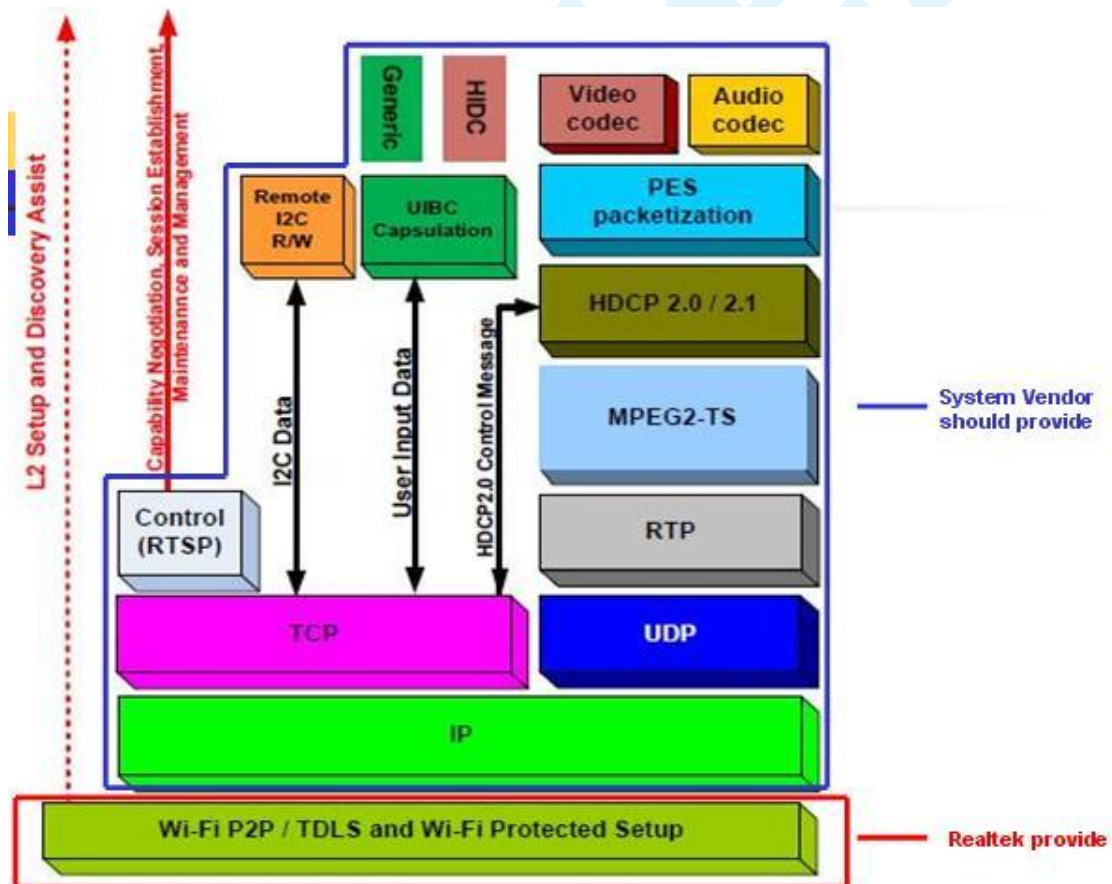 L2 Setup and Discovery Assist
Capability Negotiation, Session Establishment,
Maintenannce and Management
Generic
HIDC
Video
codec
Audio
codec
Remote
I2C
R/W
UIBC
Capsulation
PES
packetization
HDCP 2.0 / 2.1
I2C Data
User Input Data
HDCP2.0 Control Message
MPEG2-TS
System Vendor
should provide
Control
(RTSP)
RTP
TCP
UDP
IP
Wi-Fi P2P / TDLS and Wi-Fi Protected Setup
Realtek provide